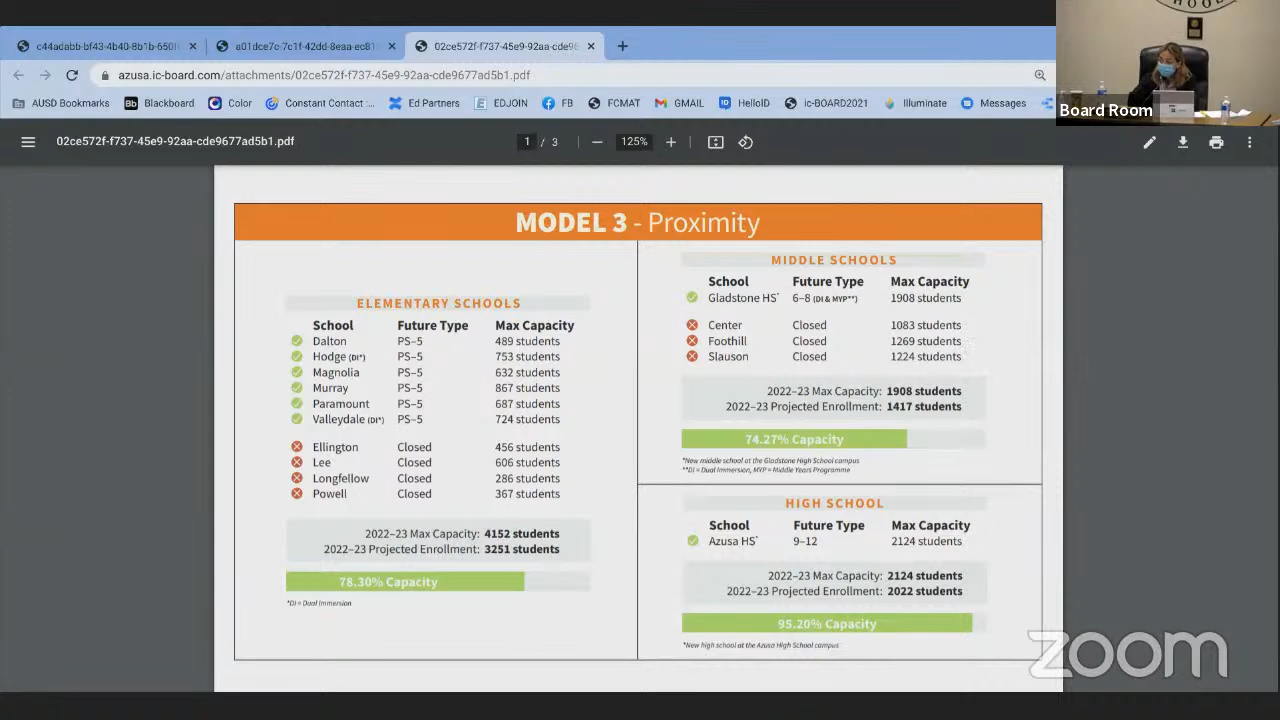 c44adabb-bf43-4b40-8b1b-650f
a01dce7c-7c1f-42dd-8eaa-ec81
02ce572f-f737-45e9-92aa-cde96
azusa.ic-board.com/attachments/02ce572f-f737-45e9-92aa-cde9677ad5b1.pdf
AUSD Bookmarks Bb Blackboard Color Constant Contact :... Ed Partners EDJOIN FB FCMAT GMAIL HelloID ic-BOARD2021 Illuminate Messages
SCHOOL
Board Room
02ce572f-f737-45e9-92aa-cde9677ad5b1.pdf 1 / 3 125%
MODEL 3 - Proximity
ELEMENTARY SCHOOLS
School Future Type Max Capacity
Dalton PS–5 489 students
Hodge (DI*) PS–5 753 students
Magnolia PS–5 632 students
Murray PS–5 867 students
Paramount PS–5 687 students
Valleydale (DI*) PS–5 724 students
Ellington Closed 456 students
Lee Closed 606 students
Longfellow Closed 286 students
Powell Closed 367 students
2022–23 Max Capacity: 4152 students
2022–23 Projected Enrollment: 3251 students
78.30% Capacity
*DI = Dual Immersion
MIDDLE SCHOOLS
School Future Type Max Capacity
Gladstone HS* 6–8 (DI & MYP**) 1908 students
Center Closed 1083 students
Foothill Closed 1269 students
Slauson Closed 1224 students
2022–23 Max Capacity: 1908 students
2022–23 Projected Enrollment: 1417 students
74.27% Capacity
*New middle school at the Gladstone High School campus
**DI = Dual Immersion, MYP = Middle Years Programme
HIGH SCHOOL
School Future Type Max Capacity
Azusa HS* 9–12 2124 students
2022–23 Max Capacity: 2124 students
2022–23 Projected Enrollment: 2022 students
95.20% Capacity
*New high school at the Azusa High School campus
zoom